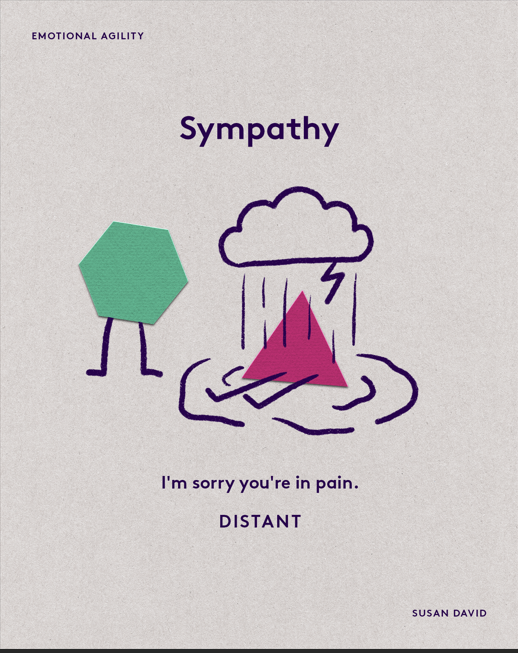 EMOTIONAL AGILITY
Sympathy
I'm sorry you're in pain.
DISTANT
SUSAN DAVID